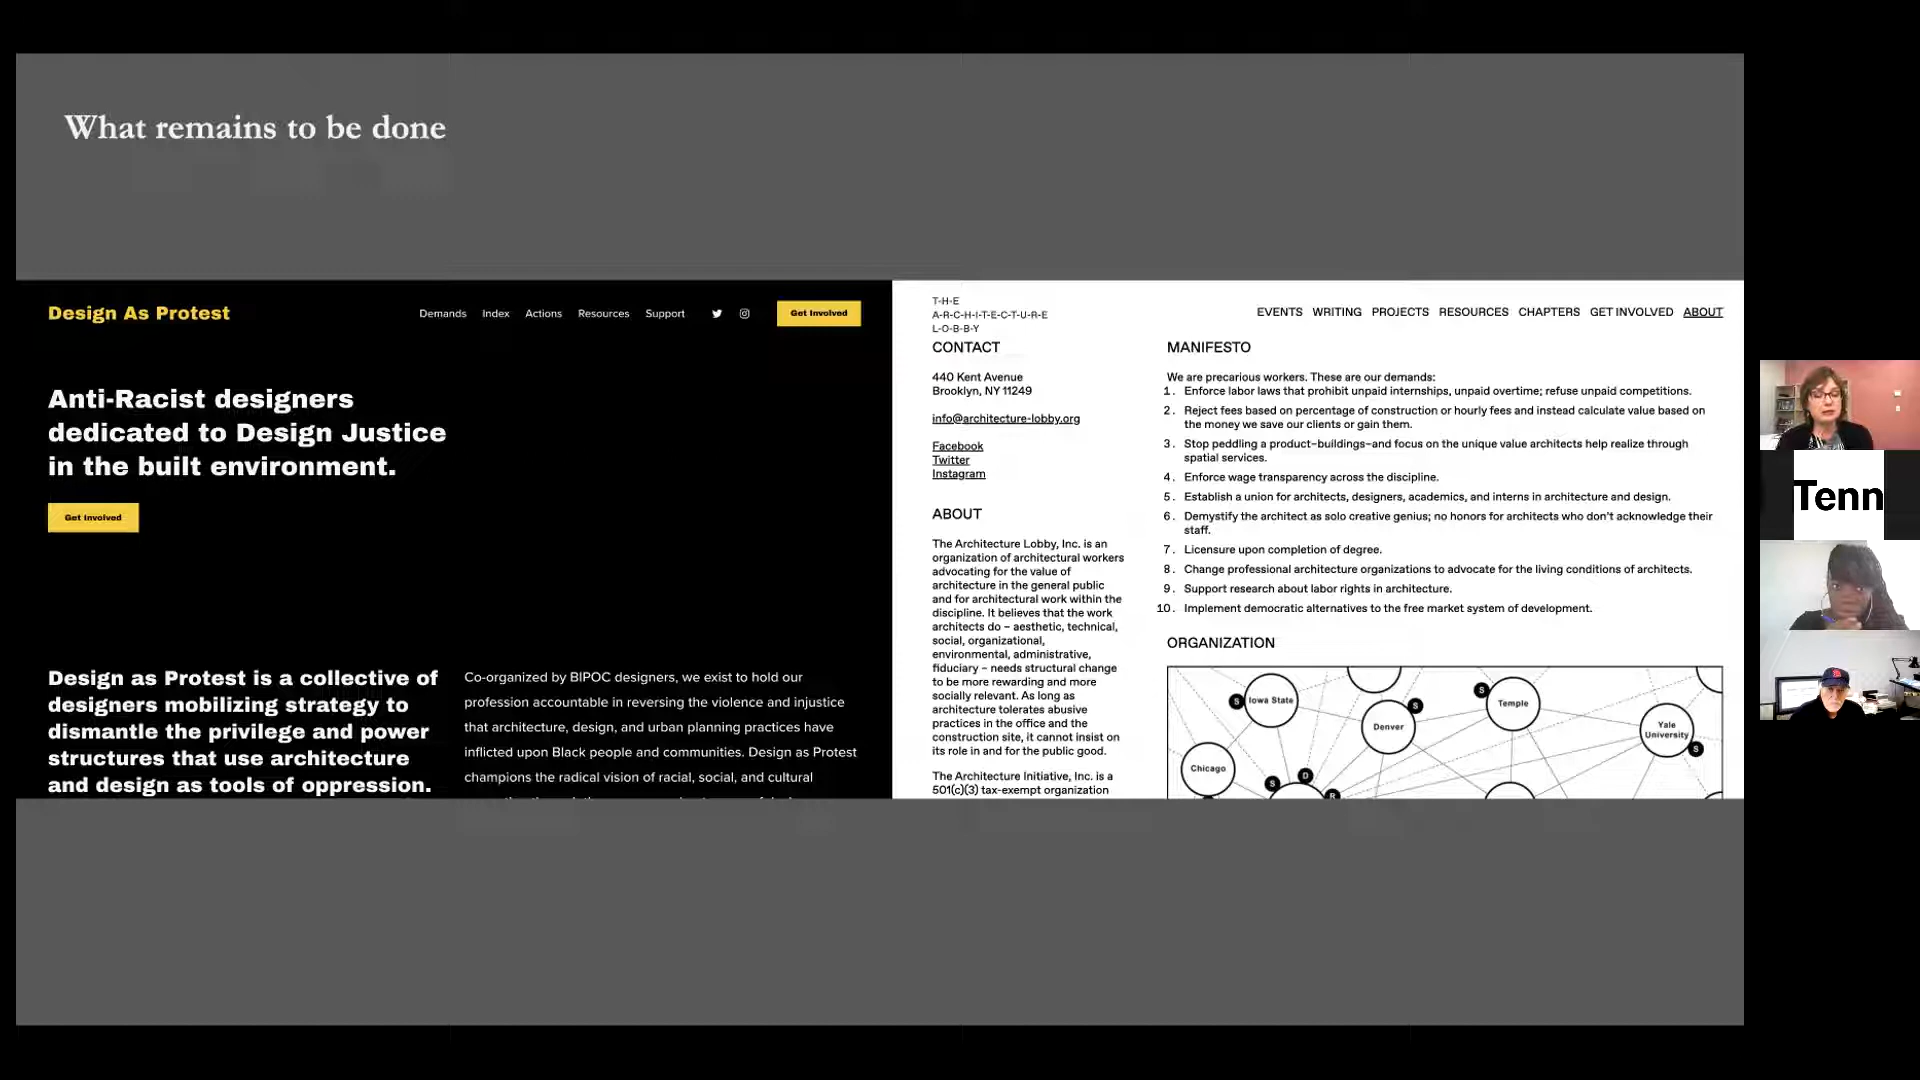 What remains to be done
Design As Protest
Demands
Index
Actions
Resources
Support
Get Involved
Anti-Racist designers
dedicated to Design Justice
in the built environment.
Get Involved
Design as Protest is a collective of
designers mobilizing strategy to
dismantle the privilege and power
structures that use architecture
and design as tools of oppression.
Co-organized by BIPOC designers, we exist to hold our
profession accountable in reversing the violence and injustice
that architecture, design, and urban planning practices have
inflicted upon Black people and communities. Design as Protest
champions the radical vision of racial, social, and cultural
T-H-E
A-R-C-H-I-T-E-C-T-U-R-E
L-O-B-B-Y
EVENTS WRITING PROJECTS RESOURCES CHAPTERS GET INVOLVED ABOUT
CONTACT
440 Kent Avenue
Brooklyn, NY 11249
info@architecture-lobby.org
Facebook
Twitter
Instagram
ABOUT
The Architecture Lobby, Inc. is an
organization of architectural workers
advocating for the value of
architecture in the general public
and for architectural work within the
discipline. It believes that the work
architects do – aesthetic, technical,
social, organizational,
environmental, administrative,
fiduciary – needs structural change
to be more rewarding and more
socially relevant. As long as
architecture tolerates abusive
practices in the office and the
construction site, it cannot insist on
its role in and for the public good.
The Architecture Initiative, Inc. is a
501(c)(3) tax-exempt organization
MANIFESTO
We are precarious workers. These are our demands:
1. Enforce labor laws that prohibit unpaid internships, unpaid overtime; refuse unpaid competitions.
2. Reject fees based on percentage of construction or hourly fees and instead calculate value based on
the money we save our clients or gain them.
3. Stop peddling a product–buildings–and focus on the unique value architects help realize through
spatial services.
4. Enforce wage transparency across the discipline.
5. Establish a union for architects, designers, academics, and interns in architecture and design.
6. Demystify the architect as solo creative genius; no honors for architects who don't acknowledge their
staff.
7. Licensure upon completion of degree.
8. Change professional architecture organizations to advocate for the living conditions of architects.
9. Support research about labor rights in architecture.
10. Implement democratic alternatives to the free market system of development.
ORGANIZATION
S
Iowa State
S
Denver
S
Temple
Yale
University
S
Chicago
S
D
R
Tenn